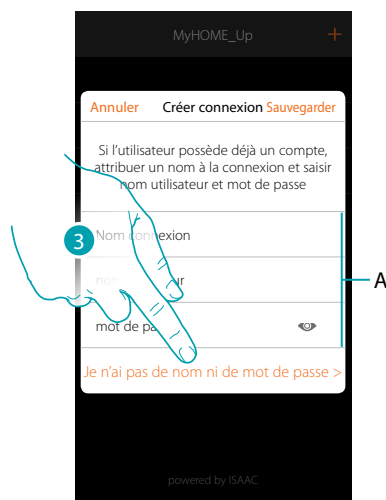 MyHOME_Up +
Annuler Créer connexion Sauvegarder
Si l'utilisateur possède déjà un compte,
attribuer un nom à la connexion et saisir
nom utilisateur et mot de passe
3
Nom connexion
A
mot de
Je n'ai pas de nom ni de mot de passe >
powered by ISAAC